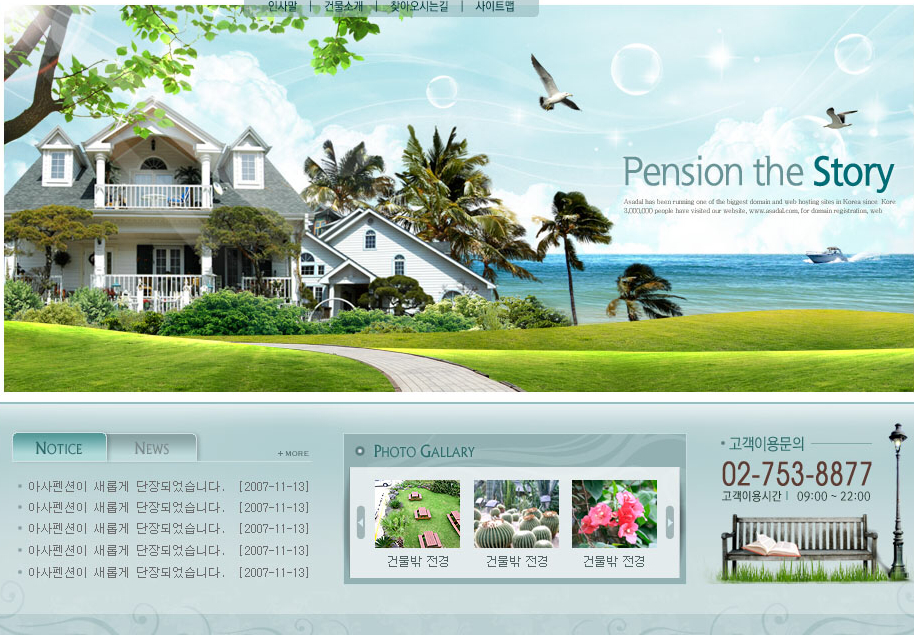 인사말 | 건물소개 | 찾아오시는길 | 사이트맵
Pension the Story
Asadal has been running one of the biggest domain and web hosting sites in Korea since Kore
3,000,000 people have visited our website, www.asadal.com, for domain registration, web
NOTICE NEWS
+ MORE
아사펜션이 새롭게 단장되었습니다. [2007-11-13]
아사펜션이 새롭게 단장되었습니다. [2007-11-13]
아사펜션이 새롭게 단장되었습니다. [2007-11-13]
아사펜션이 새롭게 단장되었습니다. [2007-11-13]
아사펜션이 새롭게 단장되었습니다. [2007-11-13]
PHOTO GALLARY
건물밖 전경 건물밖 전경 건물밖 전경
고객이용문의
02-753-8877
고객이용시간 | 09:00 ~ 22:00